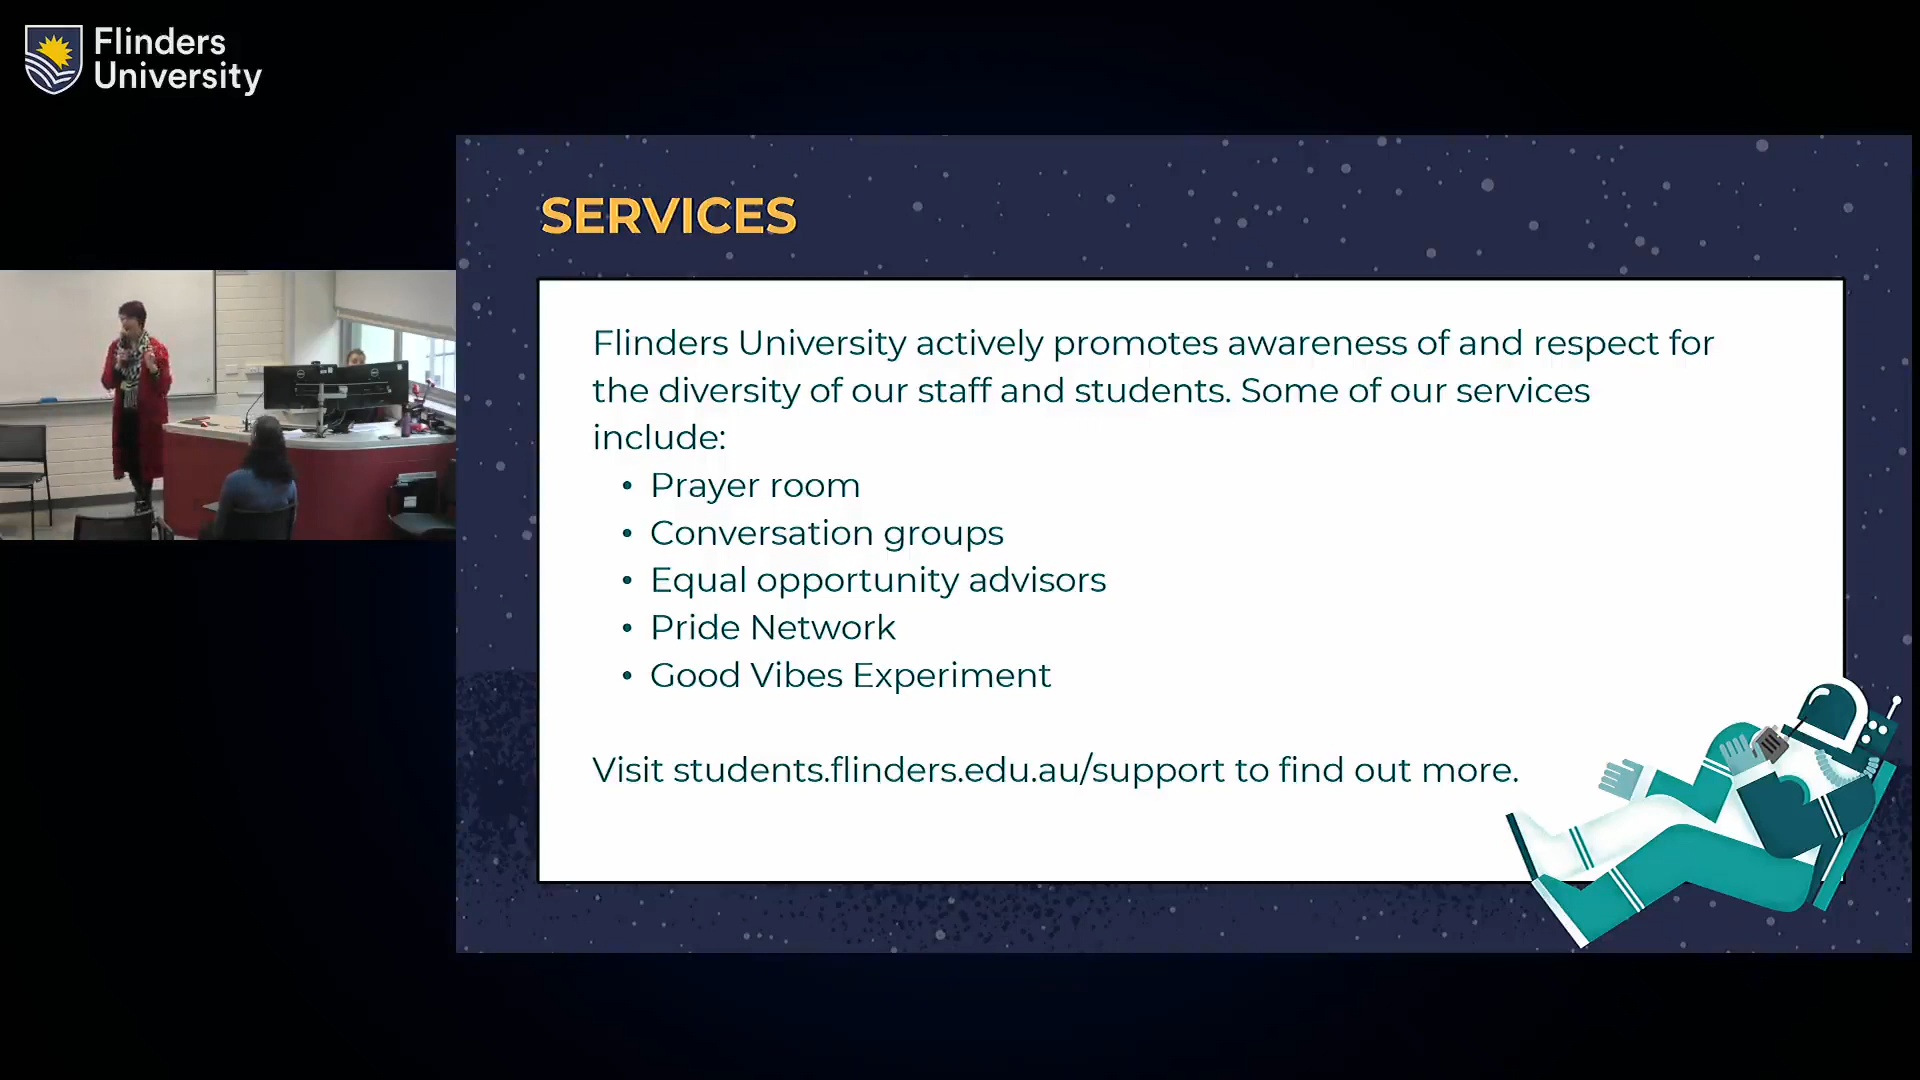 Flinders
University
SERVICES
Flinders University actively promotes awareness of and respect for
the diversity of our staff and students. Some of our services
include:
• Prayer room
• Conversation groups
• Equal opportunity advisors
• Pride Network
• Good Vibes Experiment
Visit students.flinders.edu.au/support to find out more.